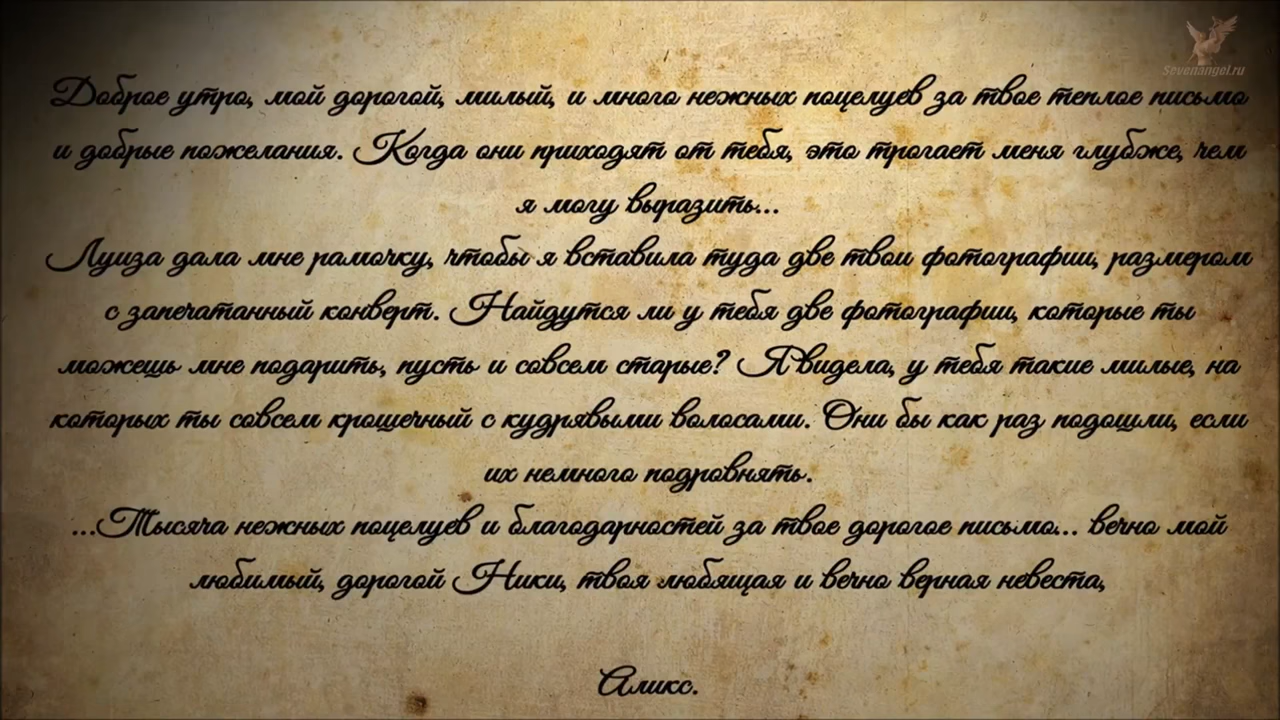 Sevenangel.ru
Доброе утро, мой дорогой, милый, и много нежных поцелуев за твое теплое письмо
и добрые пожелания. Когда они приходят от тебя, это трогает меня глубже, чем
я могу выразить...
Луиза дала мне рамочку, чтобы я вставила туда две твои фотографии, размером
с запечатанный конверт. Найдутся ли у тебя две фотографии, которые ты
можешь мне подарить, пусть и совсем старые? Я видела, у тебя такие милые, на
которых ты совсем крошечный с кудрявыми волосами. Они бы как раз подошли, если
их немного подровнять.
...Тысяча нежных поцелуев и благодарностей за твое дорогое письмо... вечно мой
любимый, дорогой Ники, твоя любящая и вечно верная невеста,
Аликс.